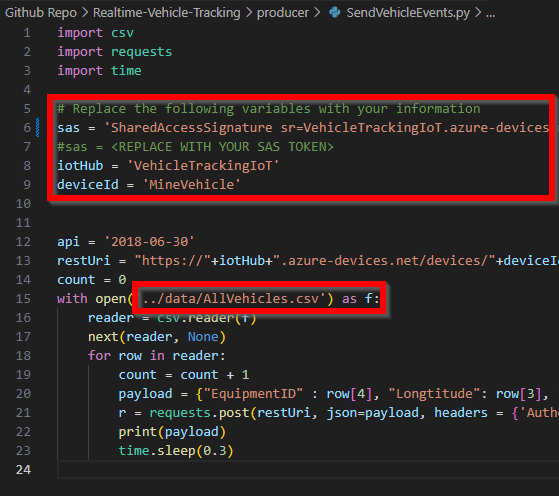 Github Repo > Realtime-Vehicle-Tracking > producer > SendVehicleEvents.py > ...
1 import csv
2 import requests
3 import time
4
5 # Replace the following variables with your information
6 sas = 'SharedAccessSignature sr=VehicleTrackingIoT.azure-devices
7 #sas = <REPLACE WITH YOUR SAS TOKEN>
8 iotHub = 'VehicleTrackingIoT'
9 deviceId = 'MineVehicle'
10
11
12 api = '2018-06-30'
13 restUri = "https://"+iotHub+".azure-devices.net/devices/"+deviceId
14 count = 0
15 with open('../data/AllVehicles.csv') as f:
16 reader = csv.reader(f)
17 next(reader, None)
18 for row in reader:
19 count = count + 1
20 payload = {"EquipmentID" : row[4], "Longtitude": row[3],
21 r = requests.post(restUri, json=payload, headers = {'Auth
22 print(payload)
23 time.sleep(0.3)
24